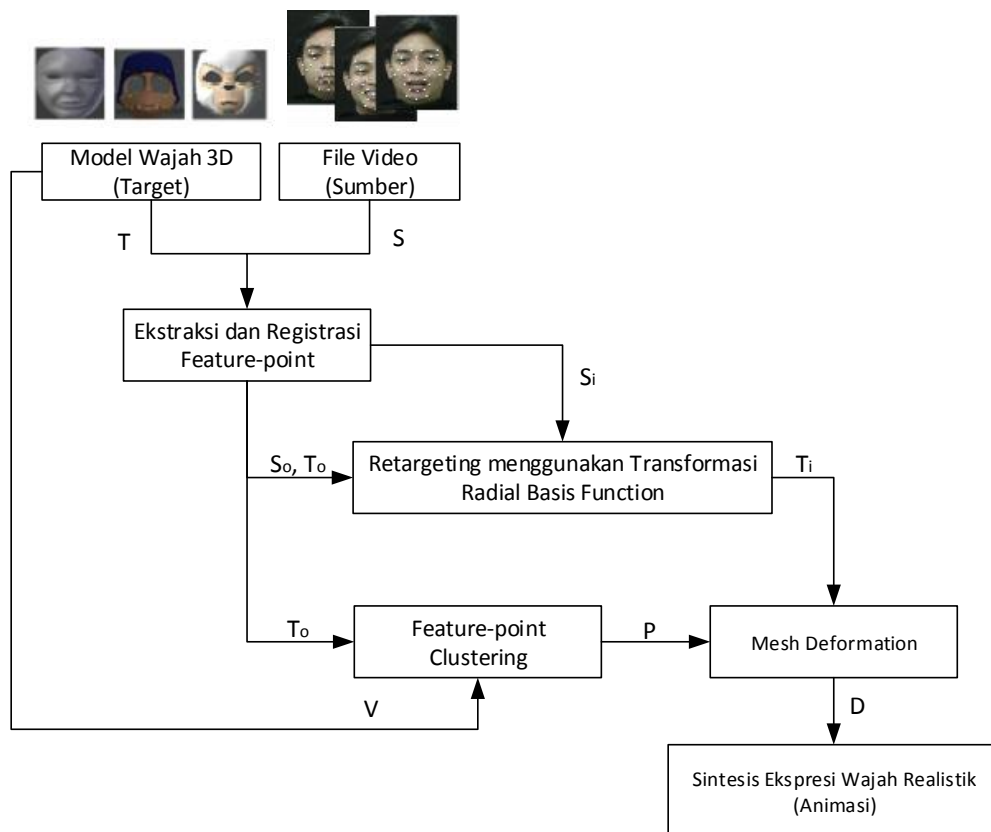 Model Wajah 3D
(Target)
File Video
(Sumber)
T
S
Ekstraksi dan Registrasi
Feature-point
Si
So, To
Retargeting menggunakan Transformasi
Radial Basis Function
Ti
To
Feature-point
Clustering
P
Mesh Deformation
V
D
Sintesis Ekspresi Wajah Realistik
(Animasi)